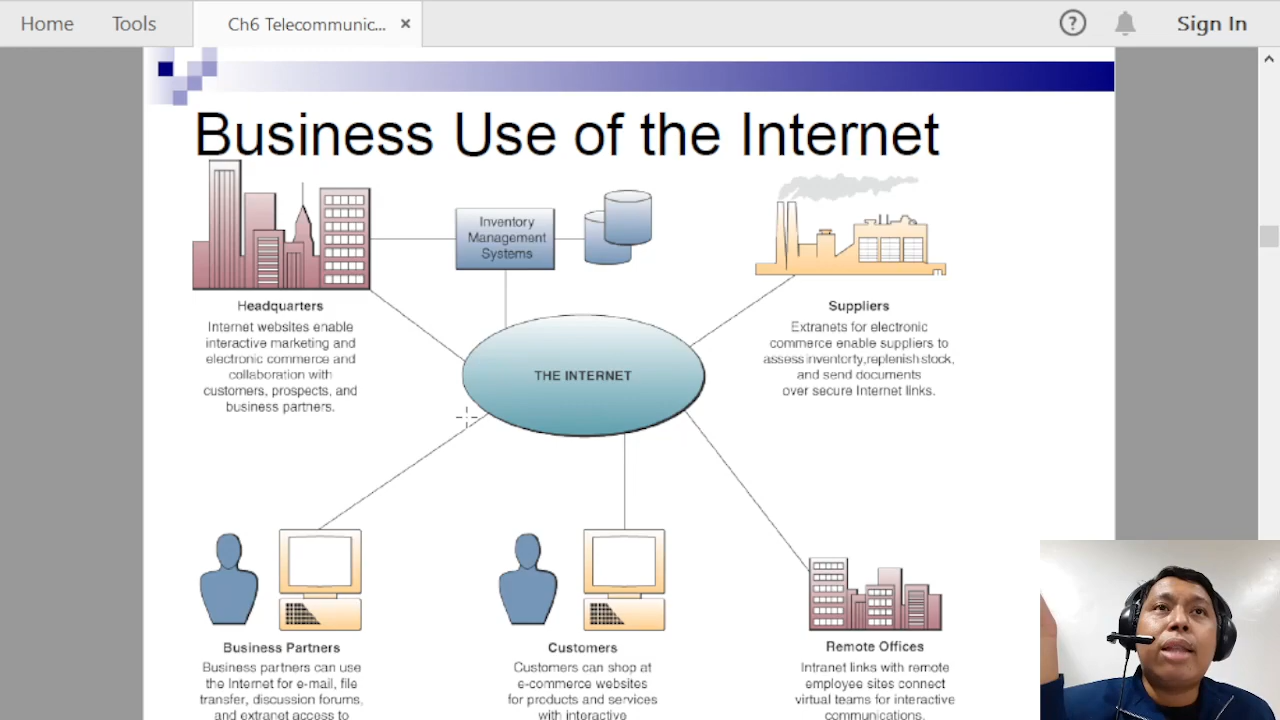 Home
Tools
Ch6 Telecommunic...
×
?
Sign In
Business Use of the Internet
Inventory
Management
Systems
Headquarters
Internet websites enable
interactive marketing and
electronic commerce and
collaboration with
customers, prospects, and
business partners.
Suppliers
Extranets for electronic
commerce enable suppliers to
assess inventorty, replenish stock,
and send documents
over secure Internet links.
THE INTERNET
Business Partners
Business partners can use
the Internet for e-mail, file
transfer, discussion forums,
and extranet access to
Customers
Customers can shop at
e-commerce websites
for products and services
with interactive
Remote Offices
Intranet links with remote
employee sites connect
virtual teams for interactive
communications.